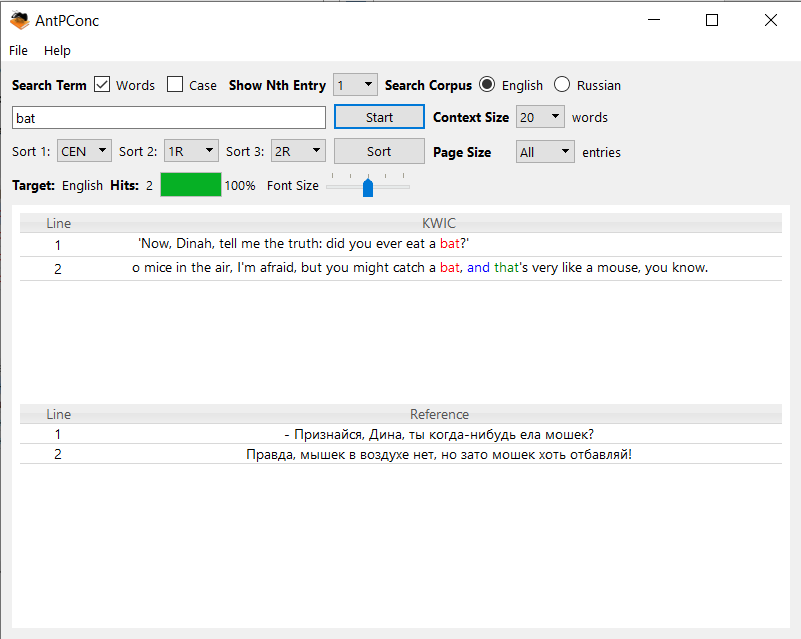 AntPConc
File Help
Search Term Words Case Show Nth Entry 1 Search Corpus English Russian
bat Start Context Size 20 words
Sort 1: CEN Sort 2: 1R Sort 3: 2R Sort Page Size All entries
Target: English Hits: 2 100% Font Size
Line KWIC
1 'Now, Dinah, tell me the truth: did you ever eat a bat?'
2 o mice in the air, I'm afraid, but you might catch a bat, and that's very like a mouse, you know.
Line Reference
1 - Признайся, Дина, ты когда-нибудь ела мошек?
2 Правда, мышек в воздухе нет, но зато мошек хоть отбавляй!